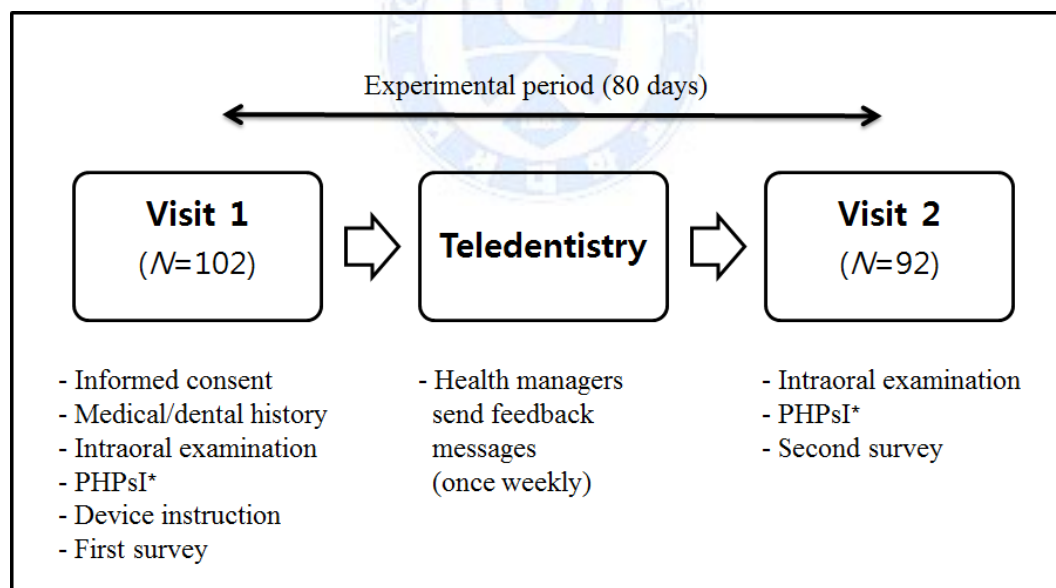 Experimental period (80 days)
Visit 1
(N=102)
Teledentistry
Visit 2
(N=92)
- Informed consent
- Medical/dental history
- Intraoral examination
- PHPsI*
- Device instruction
- First survey
- Health managers
send feedback
messages
(once weekly)
- Intraoral examination
- PHPsI*
- Second survey